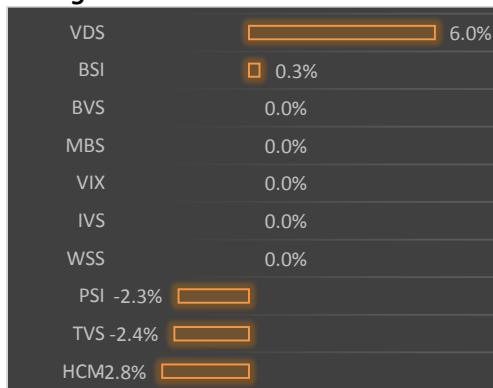 VDS 6.0%
BSI 0.3%
BVS 0.0%
MBS 0.0%
VIX 0.0%
IVS 0.0%
WSS 0.0%
PSI -2.3%
TVS -2.4%
HCM2.8%